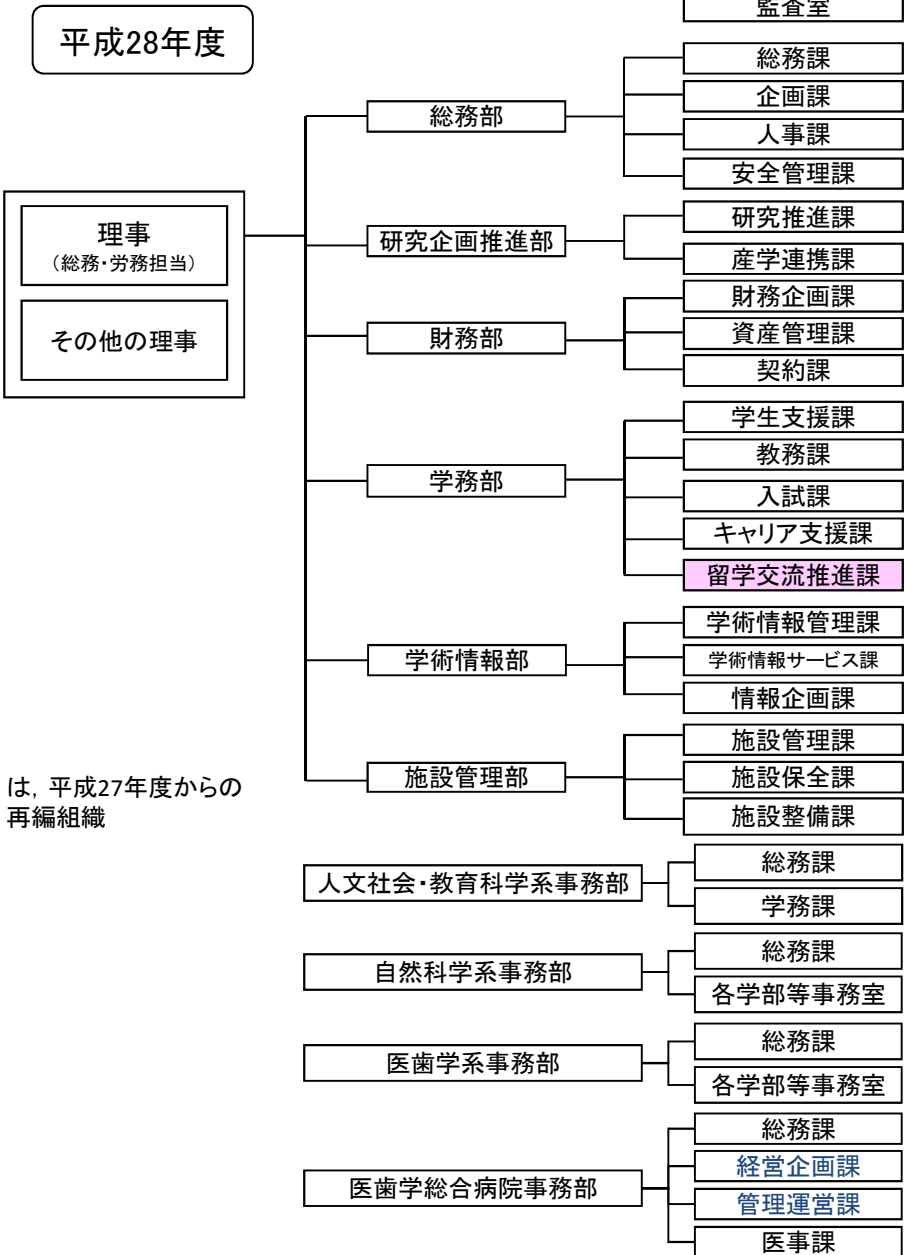 監査室
平成28年度
理事
（総務・労務担当）
その他の理事
総務部
総務課
企画課
人事課
安全管理課
研究企画推進部
研究推進課
産学連携課
財務部
財務企画課
資産管理課
契約課
学務部
学生支援課
教務課
入試課
キャリア支援課
留学交流推進課
学術情報部
学術情報管理課
学術情報サービス課
情報企画課
施設管理部
施設管理課
施設保全課
施設整備課
は，平成27年度からの
再編組織
人文社会・教育科学系事務部
総務課
学務課
自然科学系事務部
総務課
各学部等事務室
医歯学系事務部
総務課
各学部等事務室
医歯学総合病院事務部
総務課
経営企画課
管理運営課
医事課